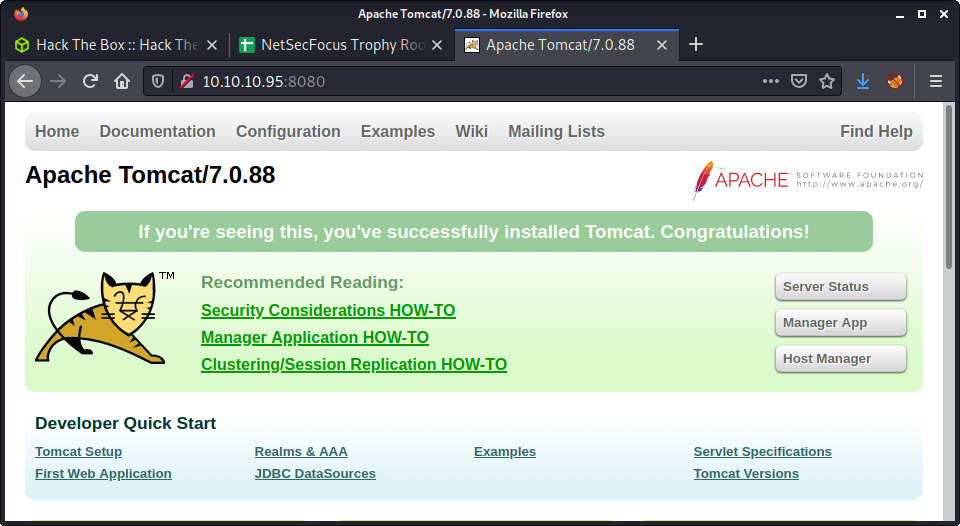 Apache Tomcat/7.0.88 - Mozilla Firefox
Hack The Box :: Hack The
NetSecFocus Trophy Roo
Apache Tomcat/7.0.88
10.10.10.95:8080
Home Documentation Configuration Examples Wiki Mailing Lists Find Help
Apache Tomcat/7.0.88
THE
APACHE SOFTWARE FOUNDATION
http://www.apache.org/
If you're seeing this, you've successfully installed Tomcat. Congratulations!
TM
Recommended Reading:
Security Considerations HOW-TO
Manager Application HOW-TO
Clustering/Session Replication HOW-TO
Server Status
Manager App
Host Manager
Developer Quick Start
Tomcat Setup
First Web Application
Realms & AAA
JDBC DataSources
Examples
Servlet Specifications
Tomcat Versions